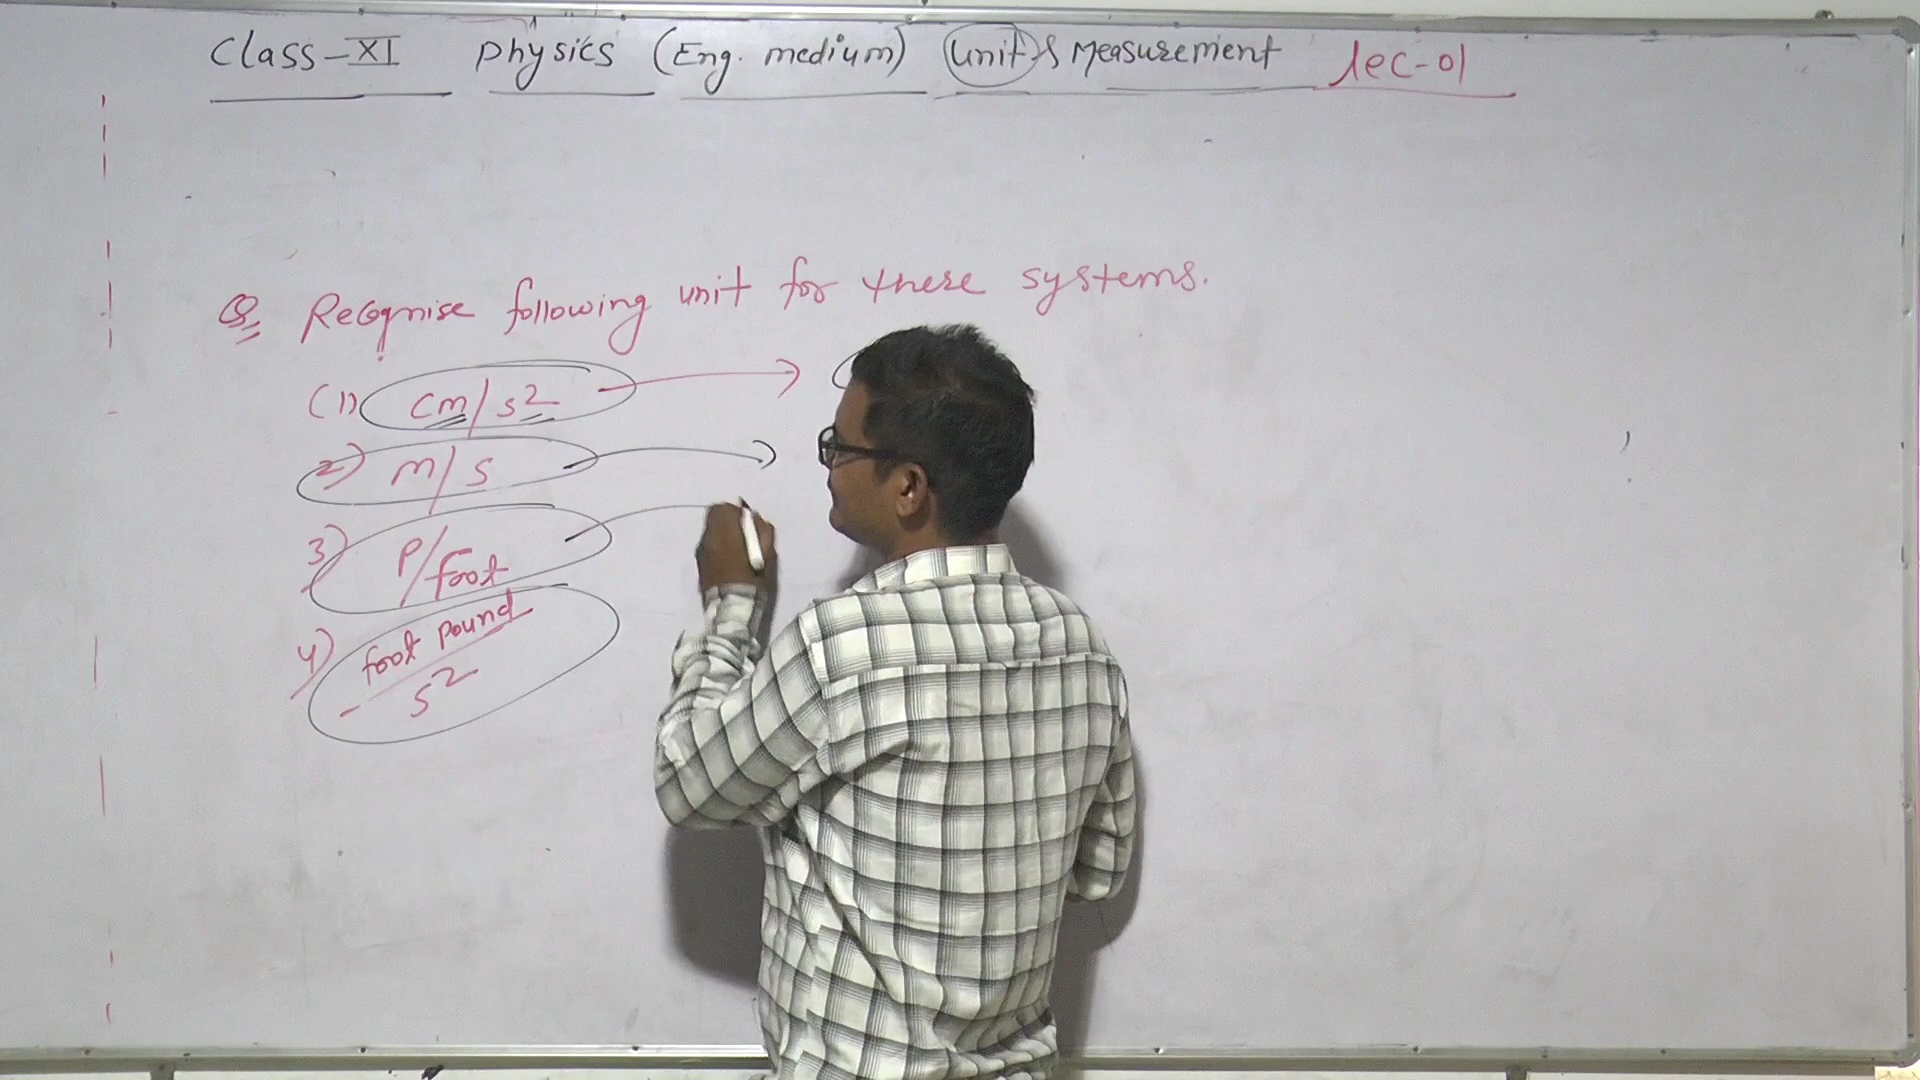 Class-XI Physics (Eng. medium) Unit & Measurement Lec-01
Q Recognise following unit for these systems.
(1) cm/s2
2) m/s
3) P/foot
4) foot pound
s2